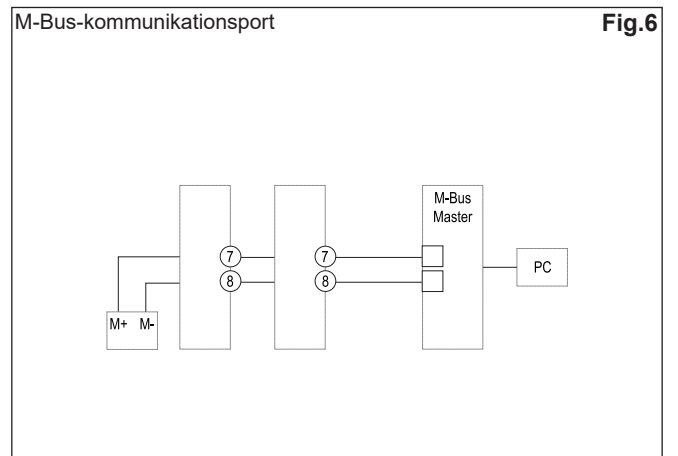 M-Bus-kommunikationsport Fig.6
M-Bus
Master
7 7
8 8
PC
M+ M-